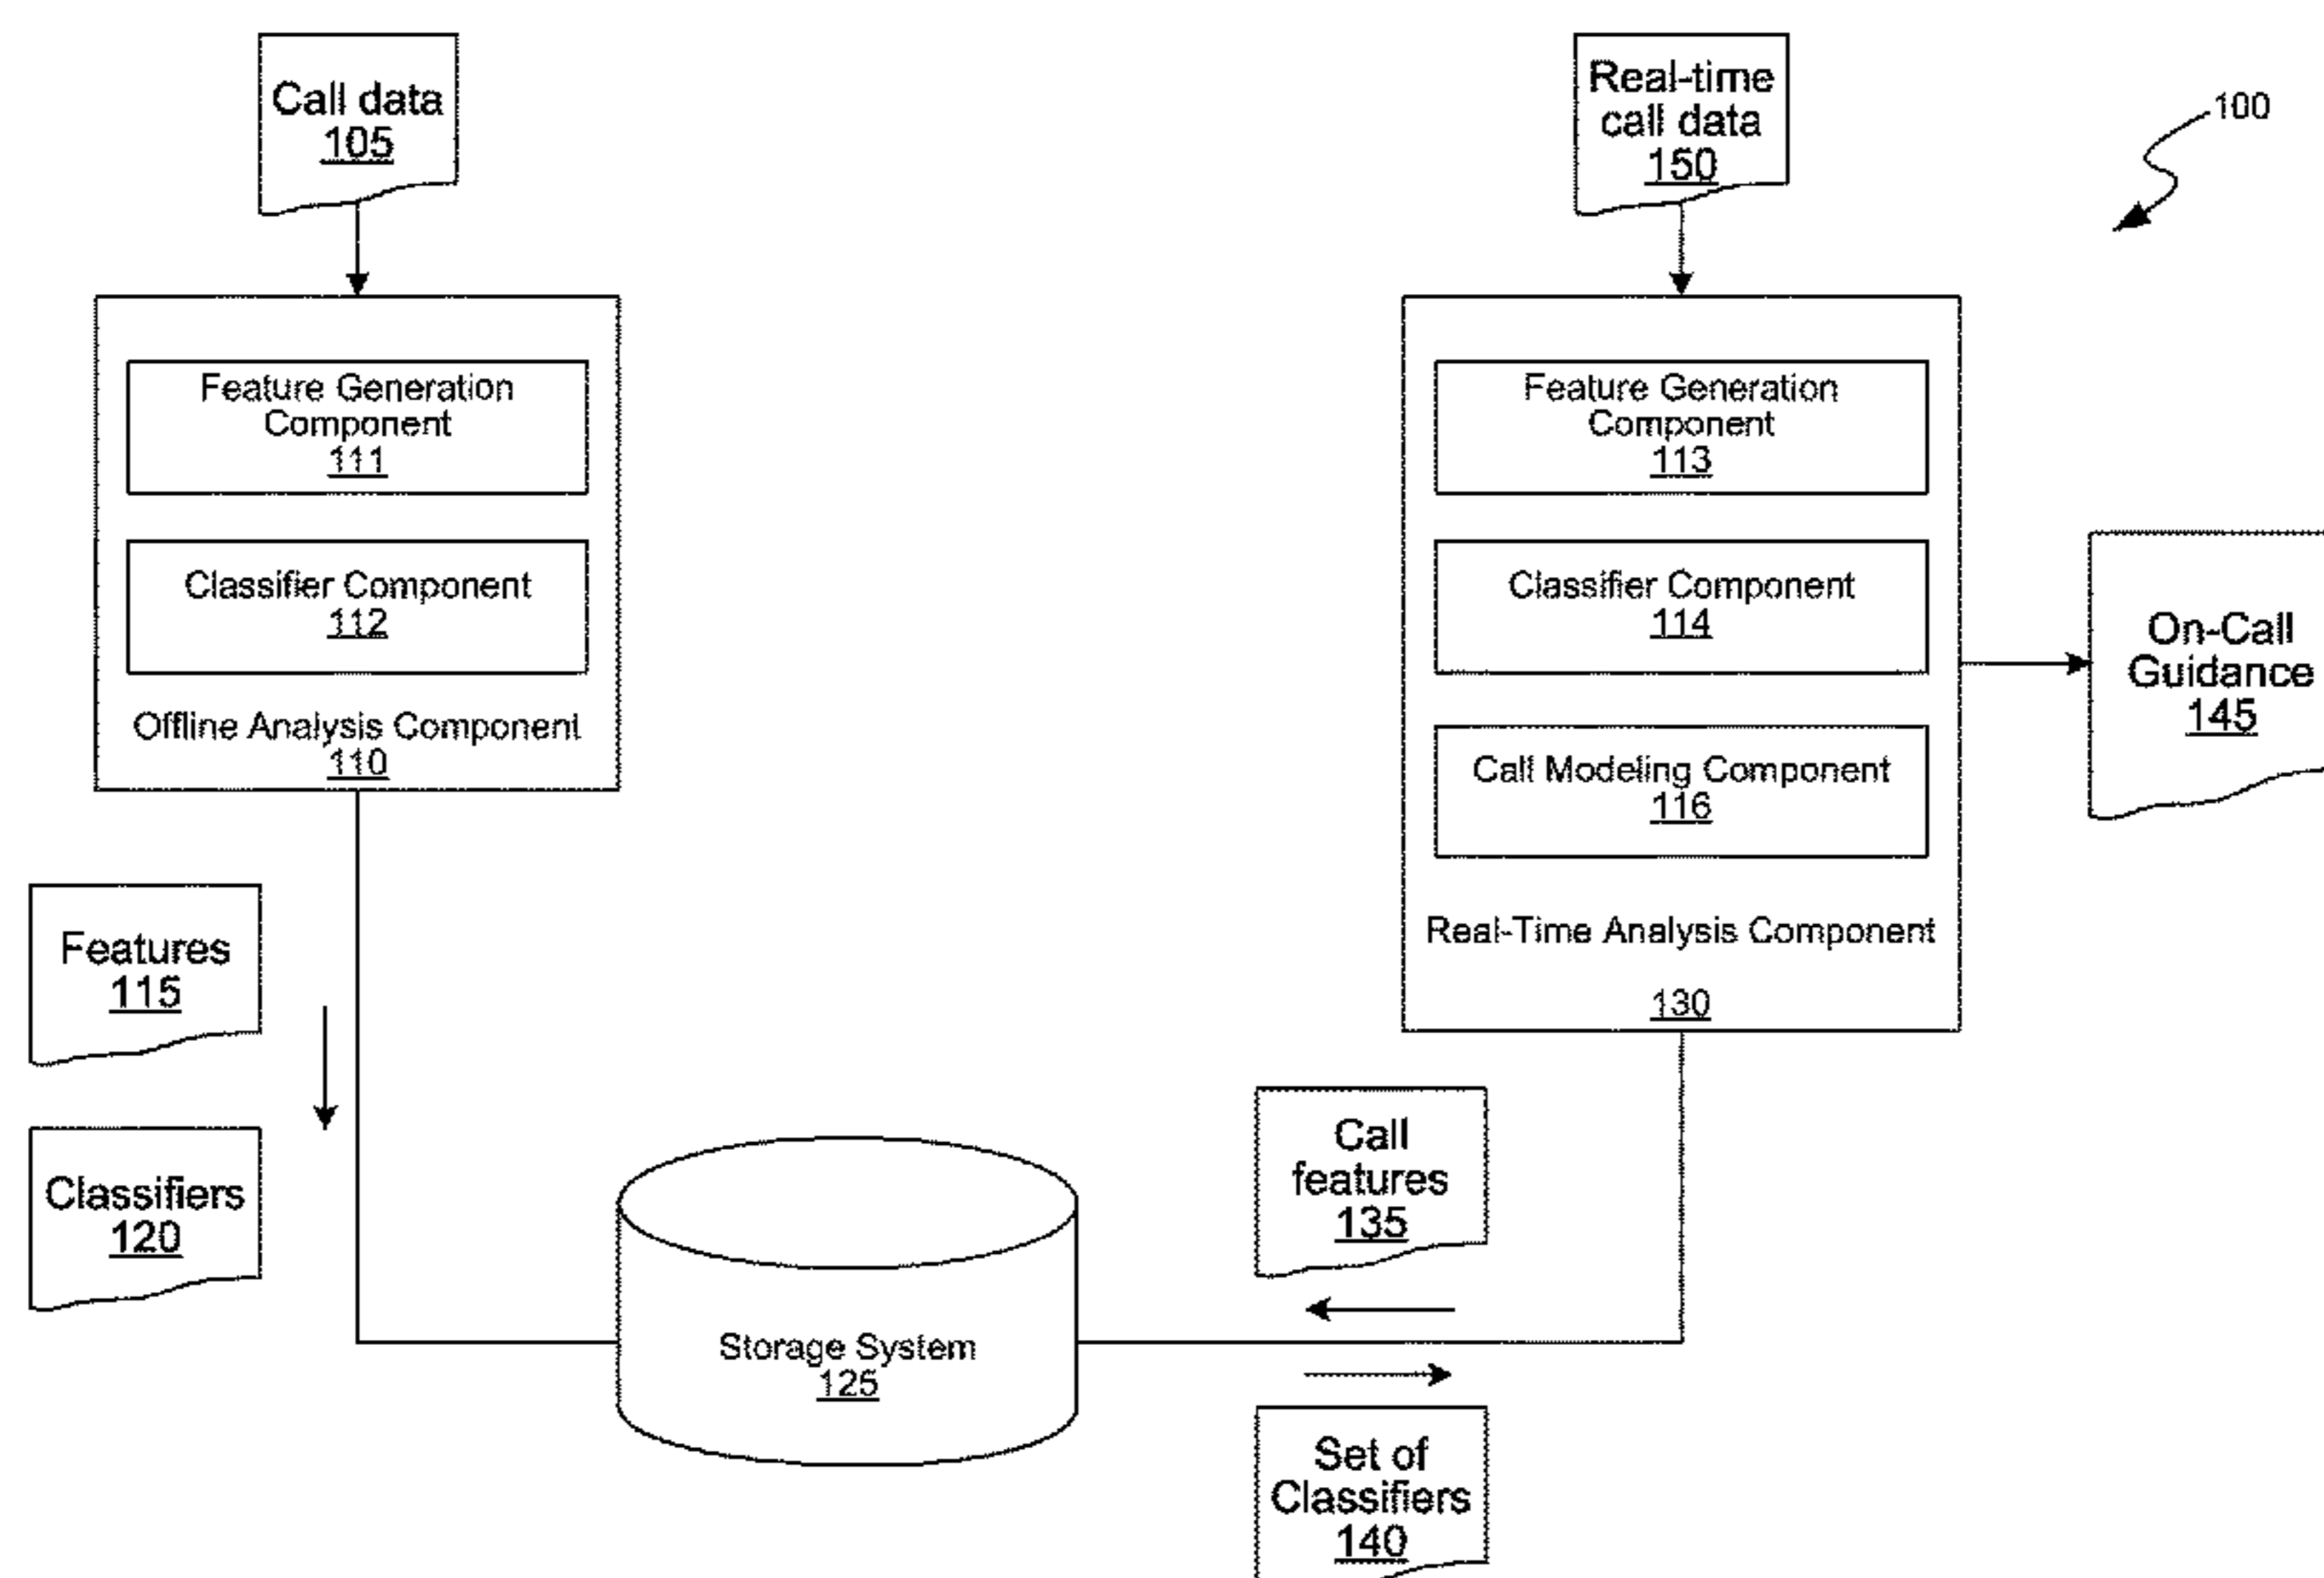 Call data
105
Real-time
call data
150
100
Feature Generation
Component
111
Classifier Component
112
Offline Analysis Component
110
Feature Generation
Component
113
Classifier Component
114
Call Modeling Component
116
Real-Time Analysis Component
130
On-Call
Guidance
145
Features
115
Classifiers
120
Storage System
125
Call
features
135
Set of
Classifiers
140